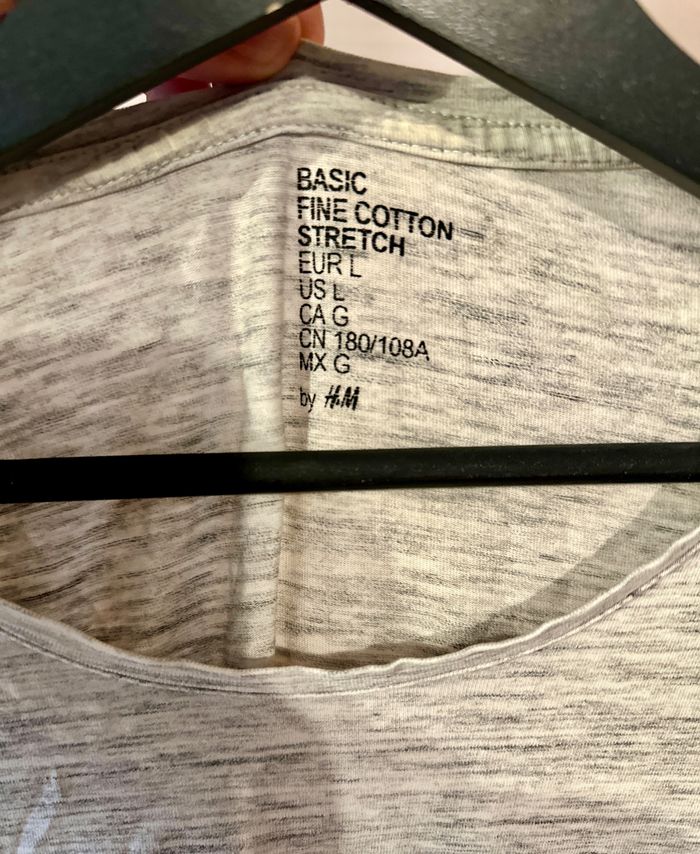 BASIC
FINE COTTON
STRETCH
EUR L
US L
CA G
CN 180/108A
MX G
by H&M